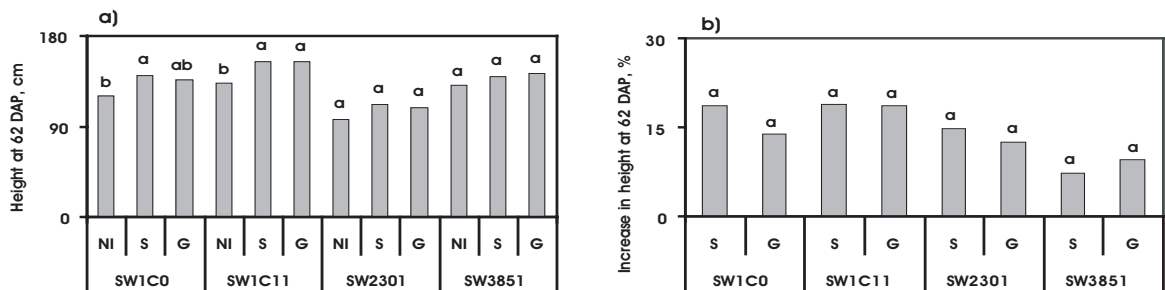 a)
180
90
0
Height at 62 DAP, cm
b a ab b a a a a a a a a
NI S G NI S G NI S G NI S G
SW1C0 SW1C11 SW2301 SW3851
b)
30
15
0
Increase in height at 62 DAP, %
a a a a a a a a
S G S G S G S G
SW1C0 SW1C11 SW2301 SW3851